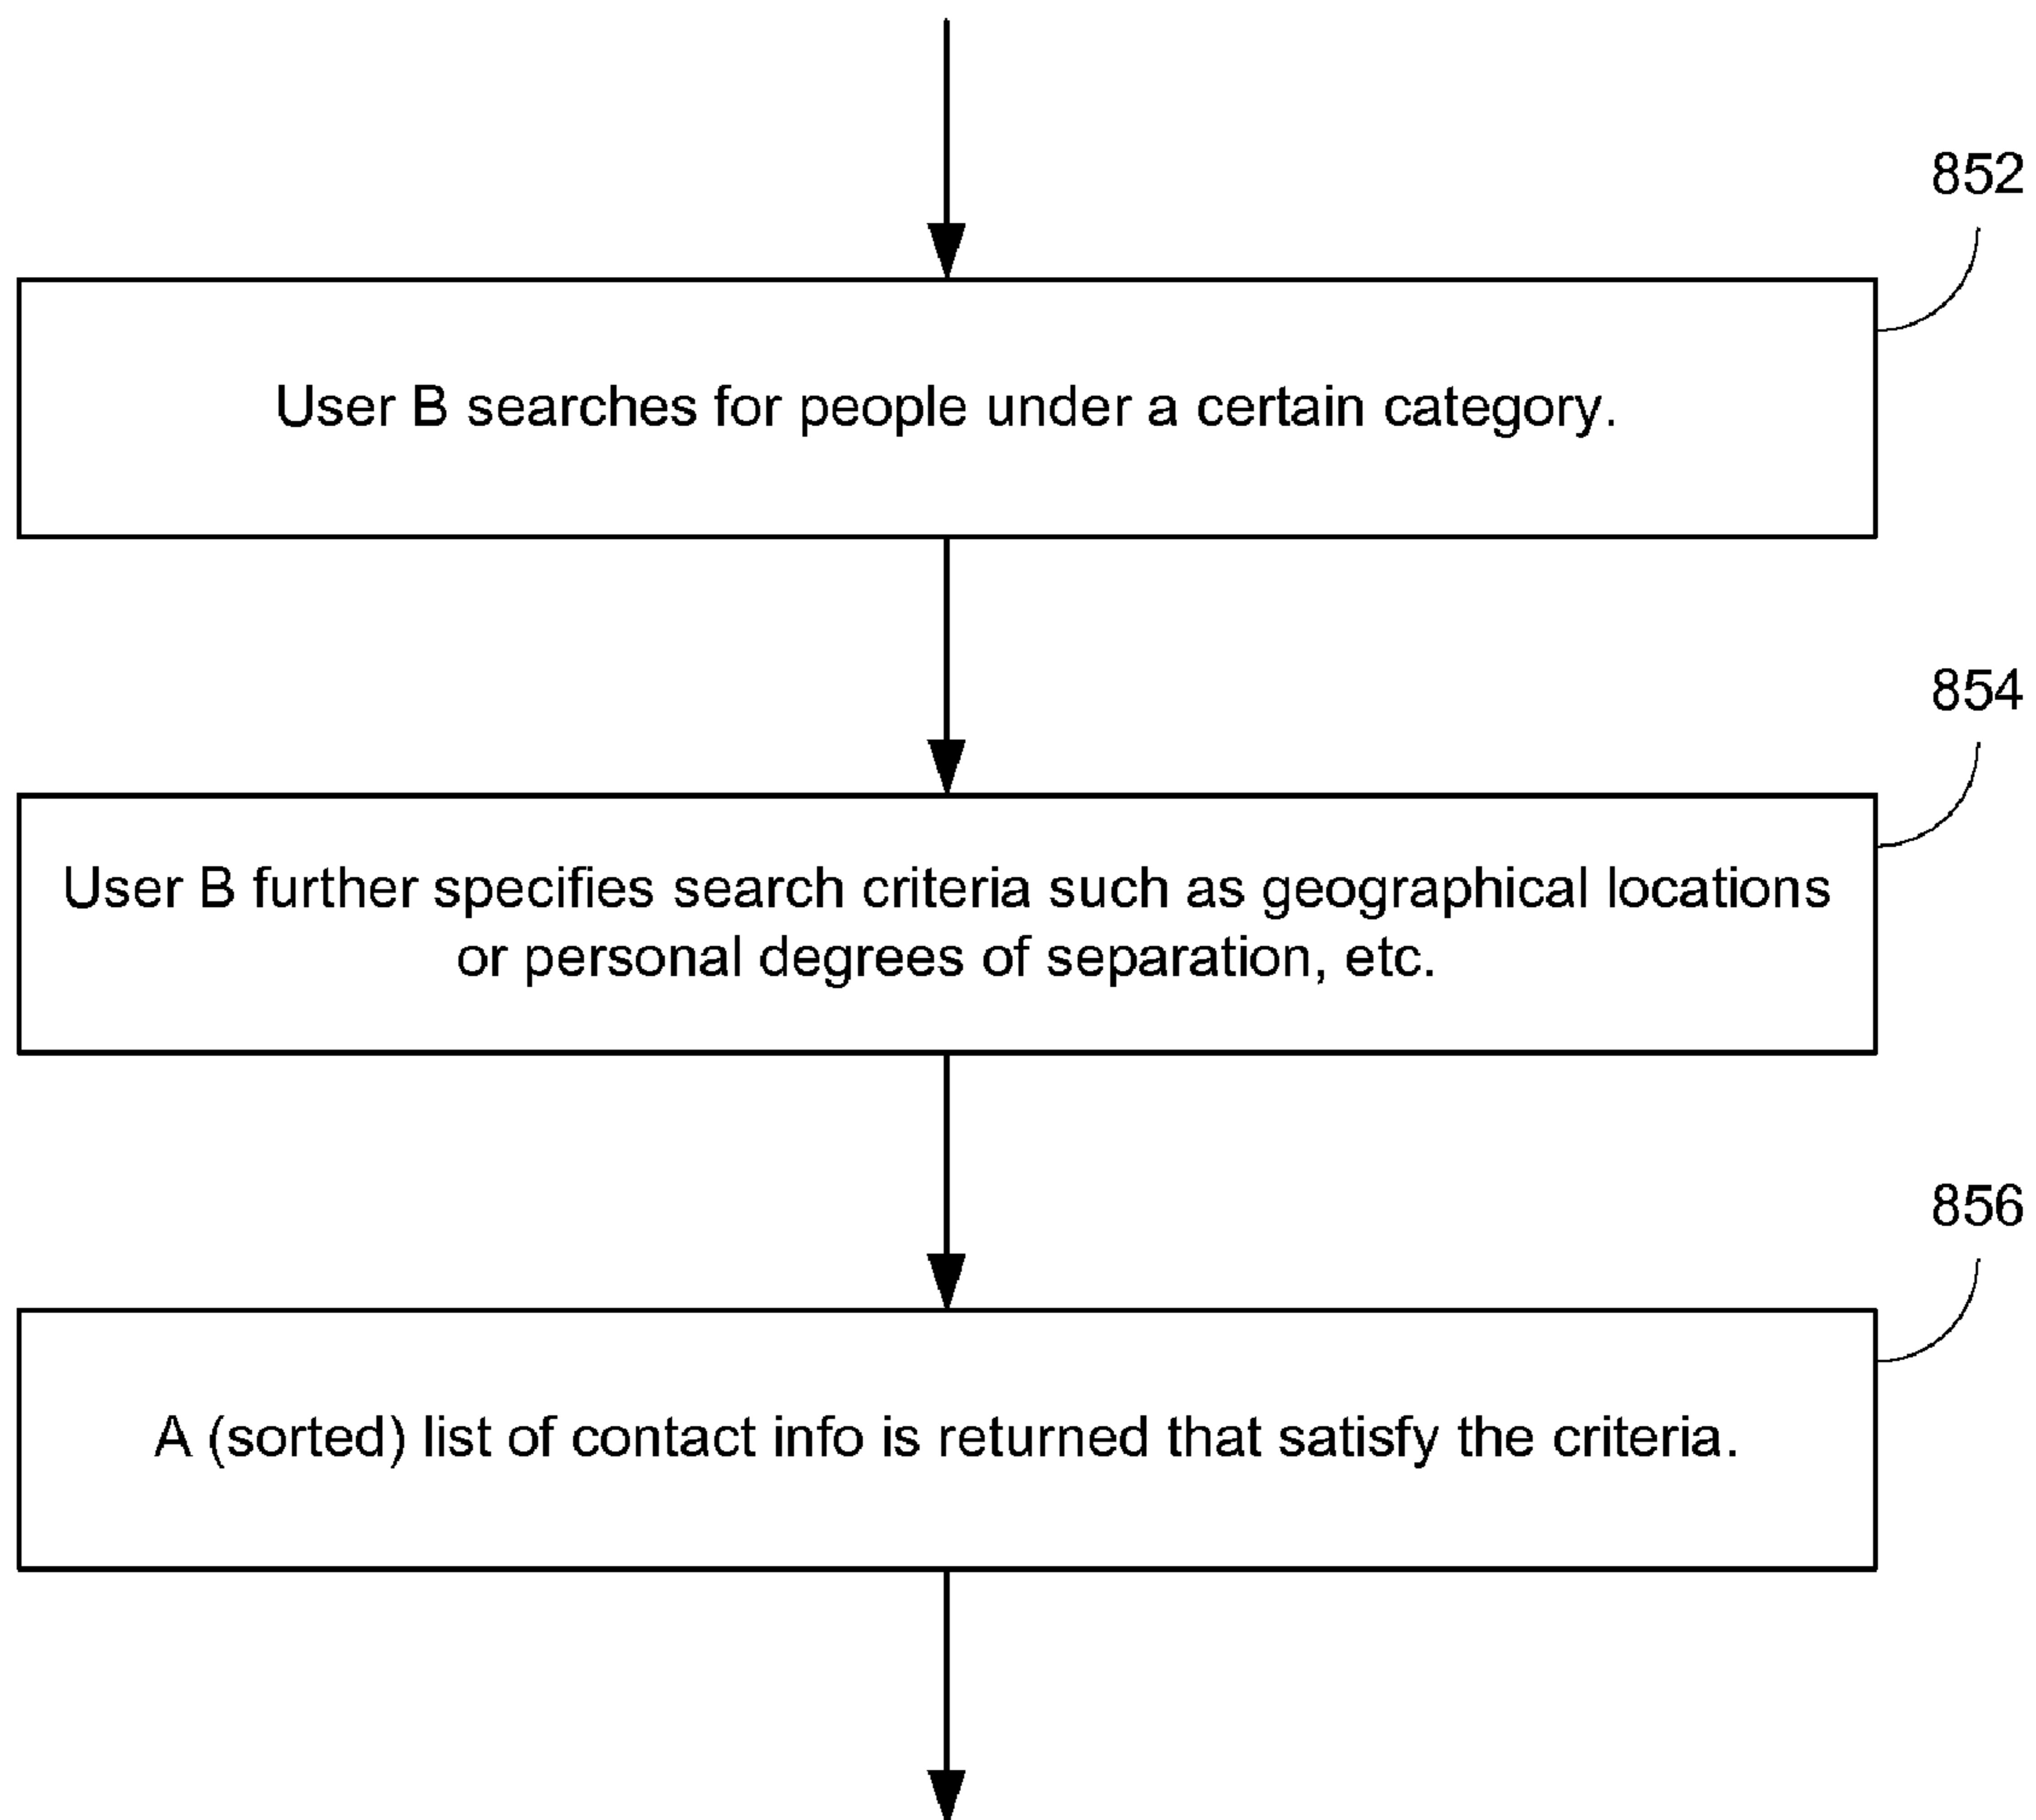 852
User B searches for people under a certain category.
854
User B further specifies search criteria such as geographical locations
or personal degrees of separation, etc.
856
A (sorted) list of contact info is returned that satisfy the criteria.